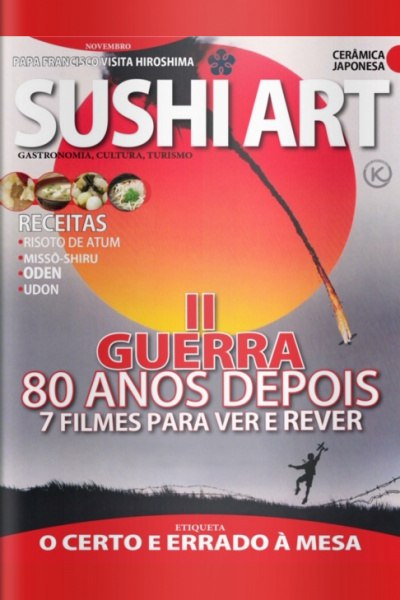 NOVEMBRO
PAPA FRANCISCO VISITA HIROSHIMA
CERÂMICA
JAPONESA
SUSHI ART
GASTRONOMIA, CULTURA, TURISMO
K
RECEITAS
•RISOTO DE ATUM
•MISSÔ-SHIRU
•ODEN
•UDON
II
GUERRA
80 ANOS DEPOIS
7 FILMES PARA VER E REVER
ETIQUETA
O CERTO E ERRADO À MESA